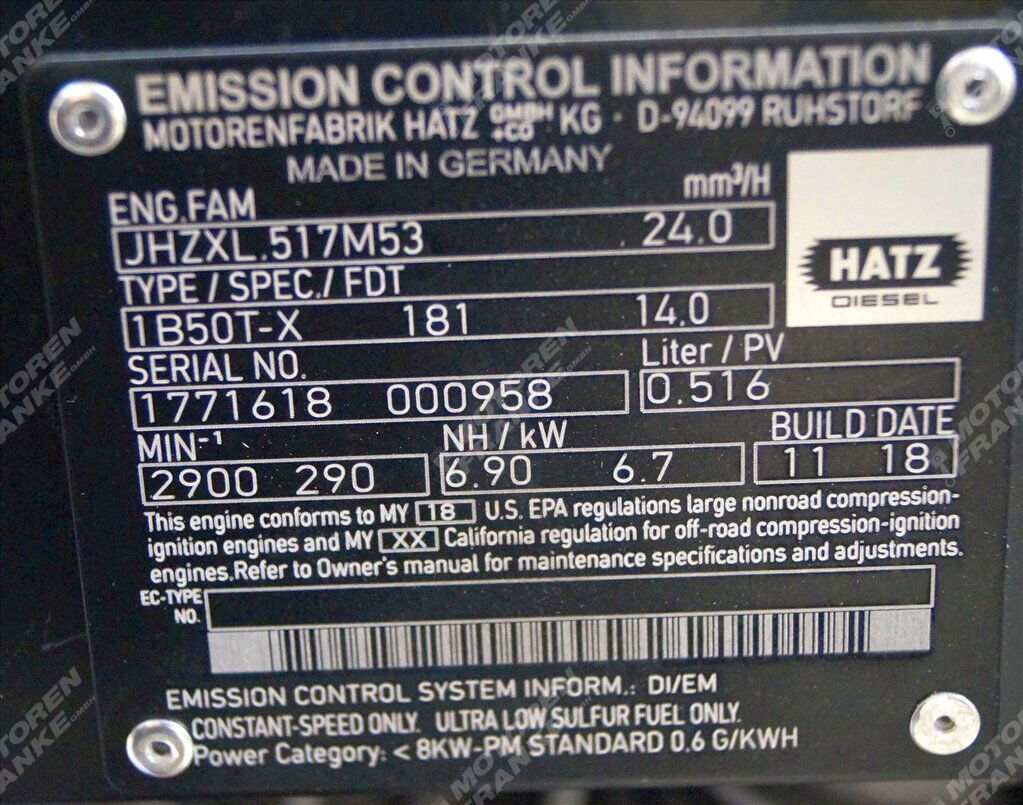 EMISSION CONTROL INFORMATION
MOTORENFABRIK HATZ GMBH +CO KG · D-94099 RUHSTORF
MADE IN GERMANY
mm³/H
ENG.FAM
JHZXL.517M53 24.0
TYPE / SPEC./ FDT
1B50T-X 181 14.0
HATZ
DIESEL
SERIAL NO. Liter / PV
1771618 000958 0.516
MIN-¹ NH / kW BUILD DATE
2900 290 6.90 6.7 11 18
This engine conforms to MY 18 U.S. EPA regulations large nonroad compression-
ignition engines and MY XX California regulation for off-road compression-ignition
engines.Refer to Owner's manual for maintenance specifications and adjustments.
EC-TYPE
NO.
EMISSION CONTROL SYSTEM INFORM.: DI/EM
CONSTANT-SPEED ONLY. ULTRA LOW SULFUR FUEL ONLY.
Power Category: < 8KW-PM STANDARD 0.6 G/KWH
MOTOREN
FRANKE GMBH